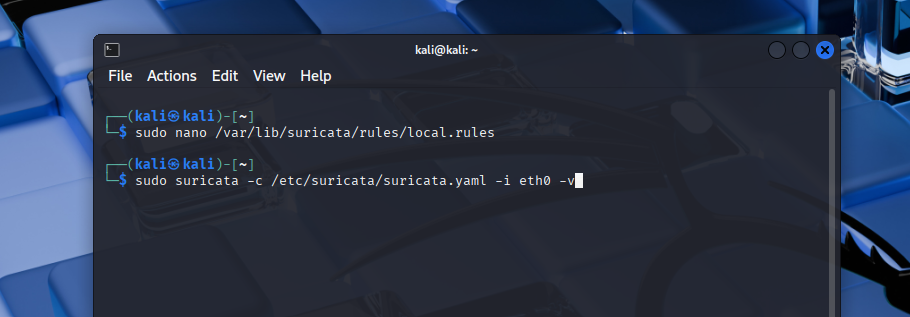 kali@kali: ~
File Actions Edit View Help
┌──(kali㉿kali)-[~]
└─$ sudo nano /var/lib/suricata/rules/local.rules
┌──(kali㉿kali)-[~]
└─$ sudo suricata -c /etc/suricata/suricata.yaml -i eth0 -v